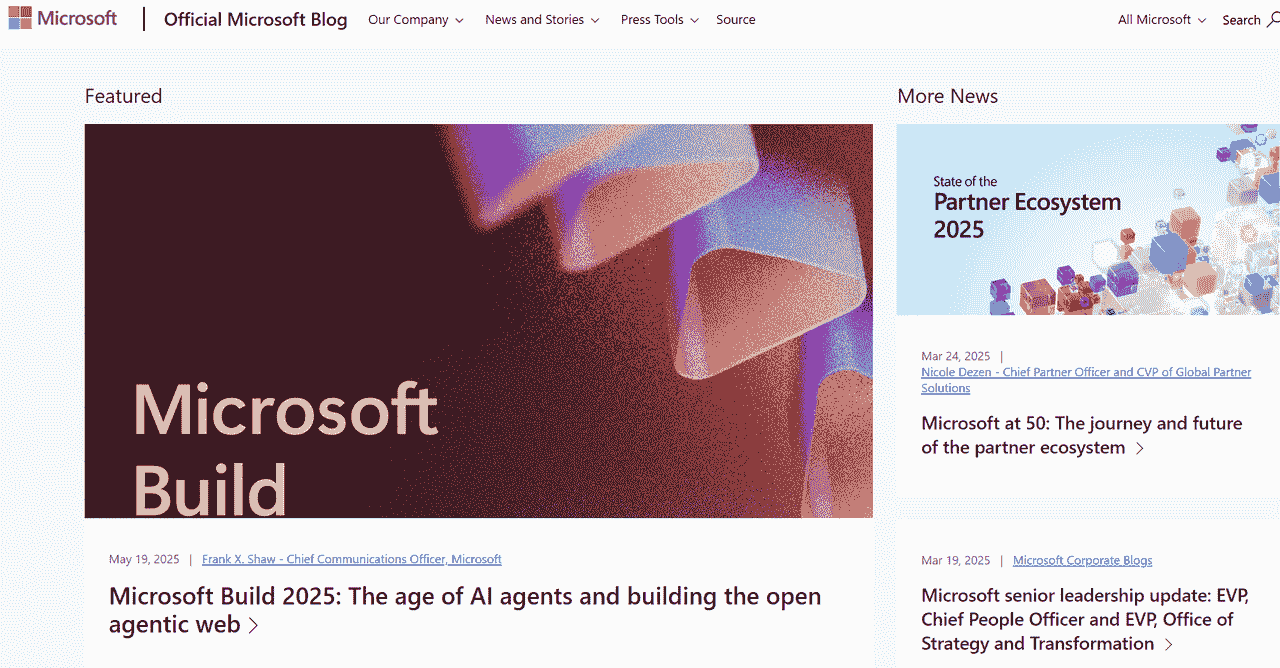 Microsoft | Official Microsoft Blog Our Company News and Stories Press Tools Source All Microsoft Search
Featured
Microsoft
Build
May 19, 2025 | Frank X. Shaw - Chief Communications Officer, Microsoft
Microsoft Build 2025: The age of AI agents and building the open
agentic web
More News
State of the
Partner Ecosystem
2025
Mar 24, 2025 |
Nicole Dezen - Chief Partner Officer and CVP of Global Partner
Solutions
Microsoft at 50: The journey and future
of the partner ecosystem
Mar 19, 2025 | Microsoft Corporate Blogs
Microsoft senior leadership update: EVP,
Chief People Officer and EVP, Office of
Strategy and Transformation